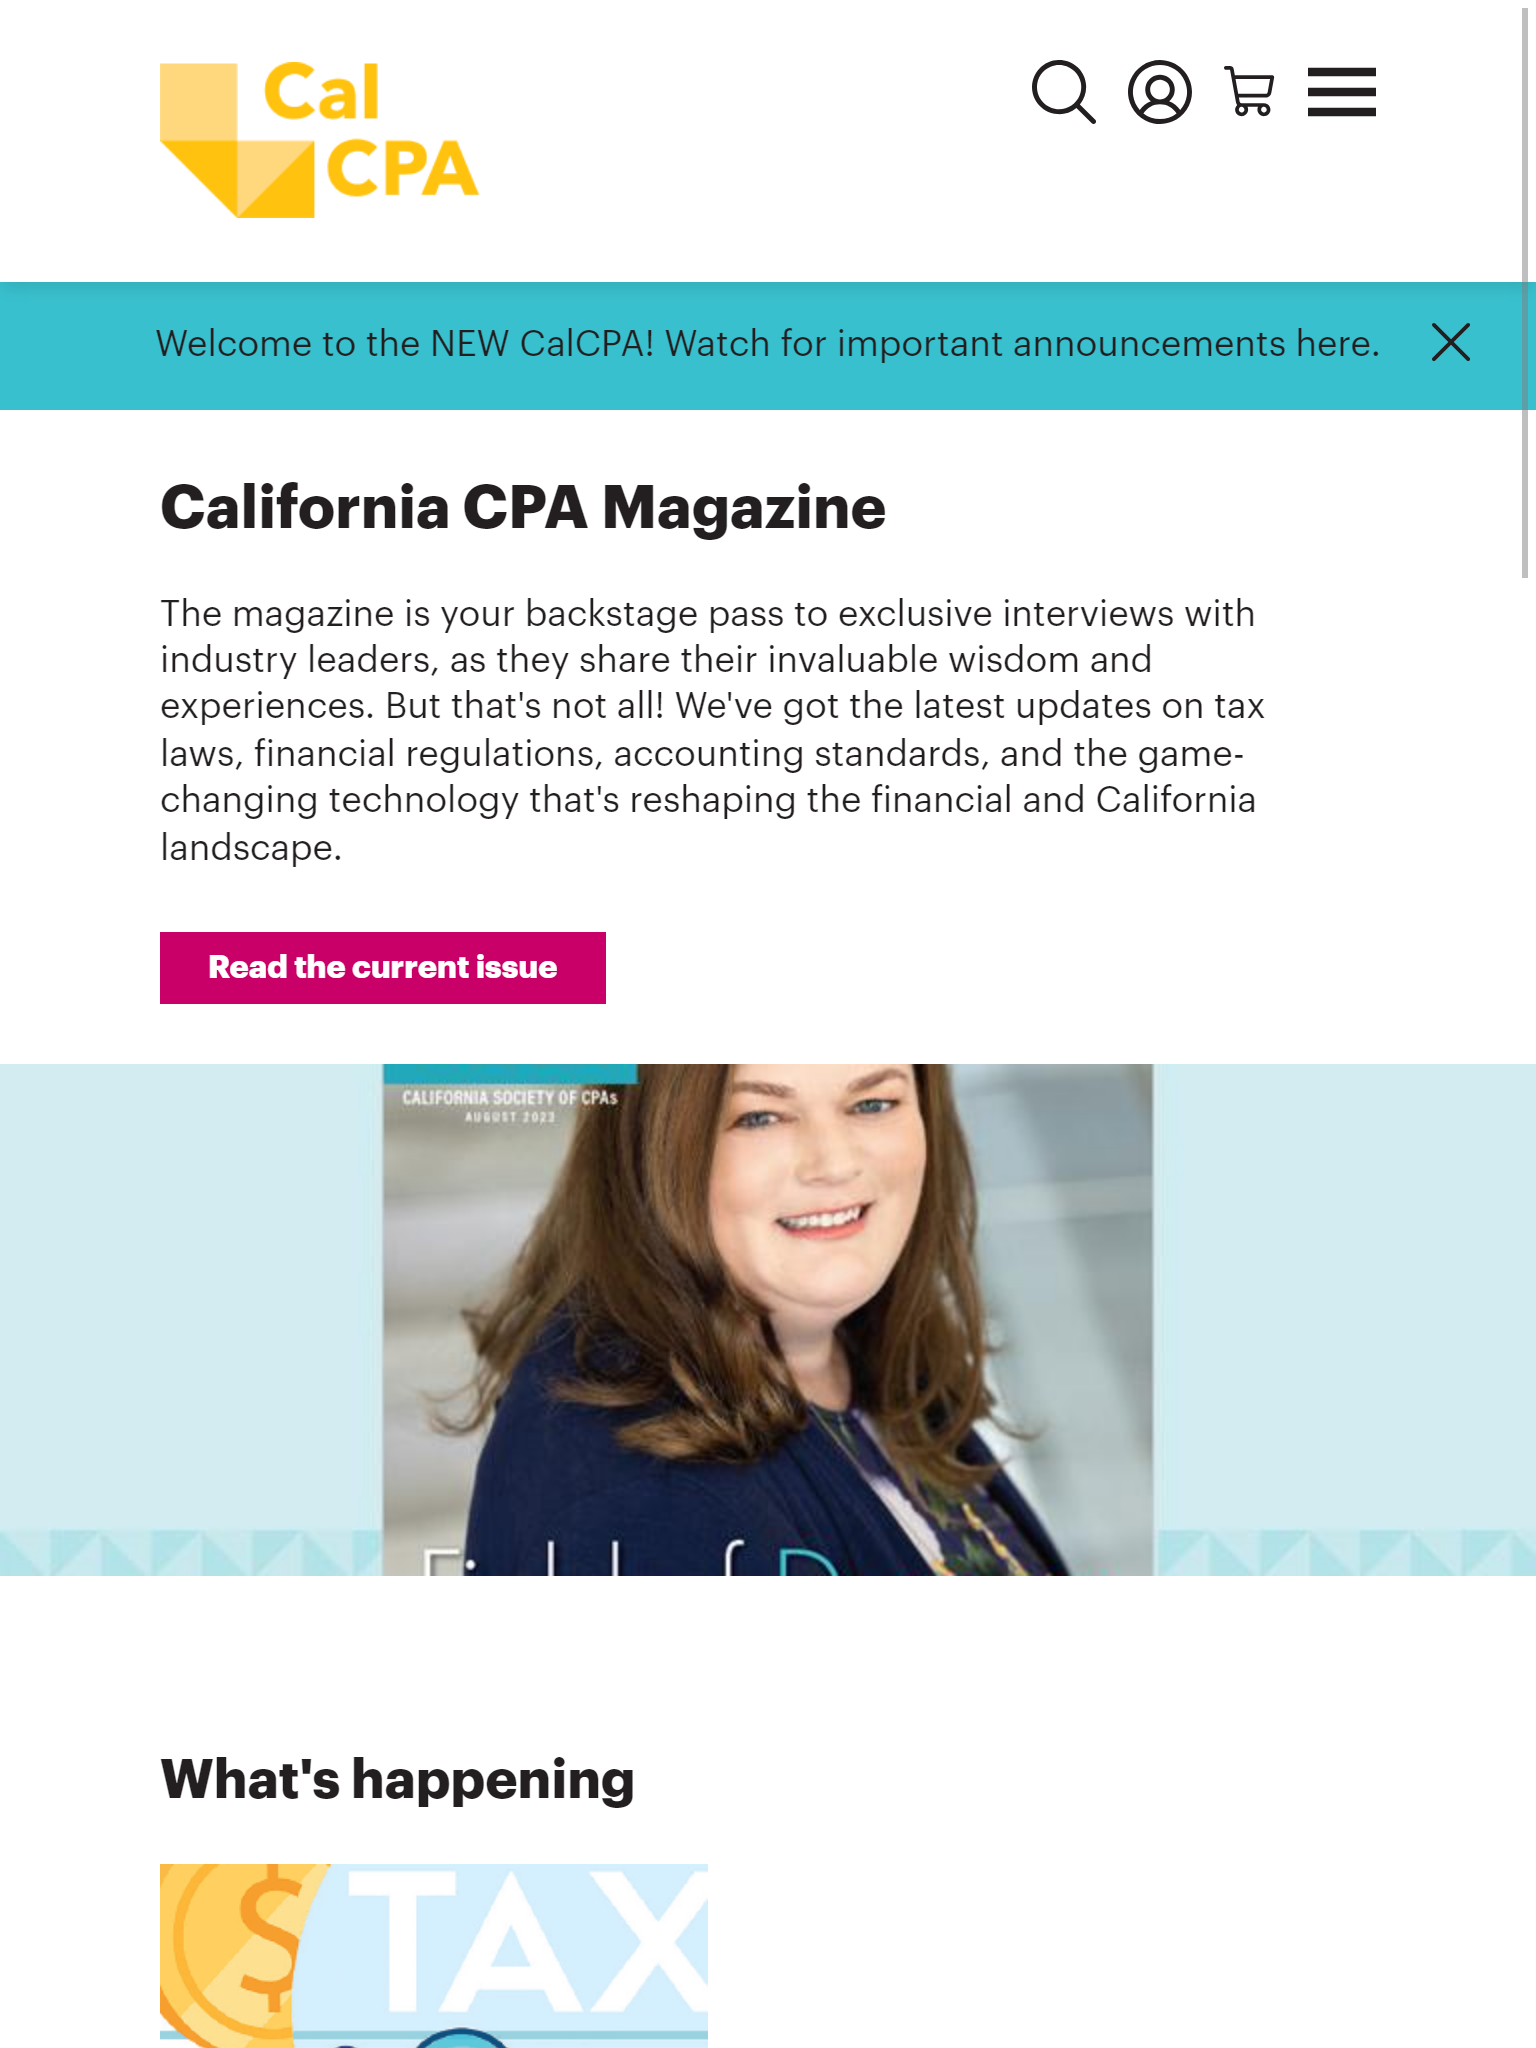 Cal
CPA
Welcome to the NEW CalCPA! Watch for important announcements here.
California CPA Magazine
The magazine is your backstage pass to exclusive interviews with
industry leaders, as they share their invaluable wisdom and
experiences. But that's not all! We've got the latest updates on tax
laws, financial regulations, accounting standards, and the game-
changing technology that's reshaping the financial and California
landscape.
Read the current issue
CALIFORNIA SOCIETY OF CPAs
AUGUST 2023
What's happening
$ TAX